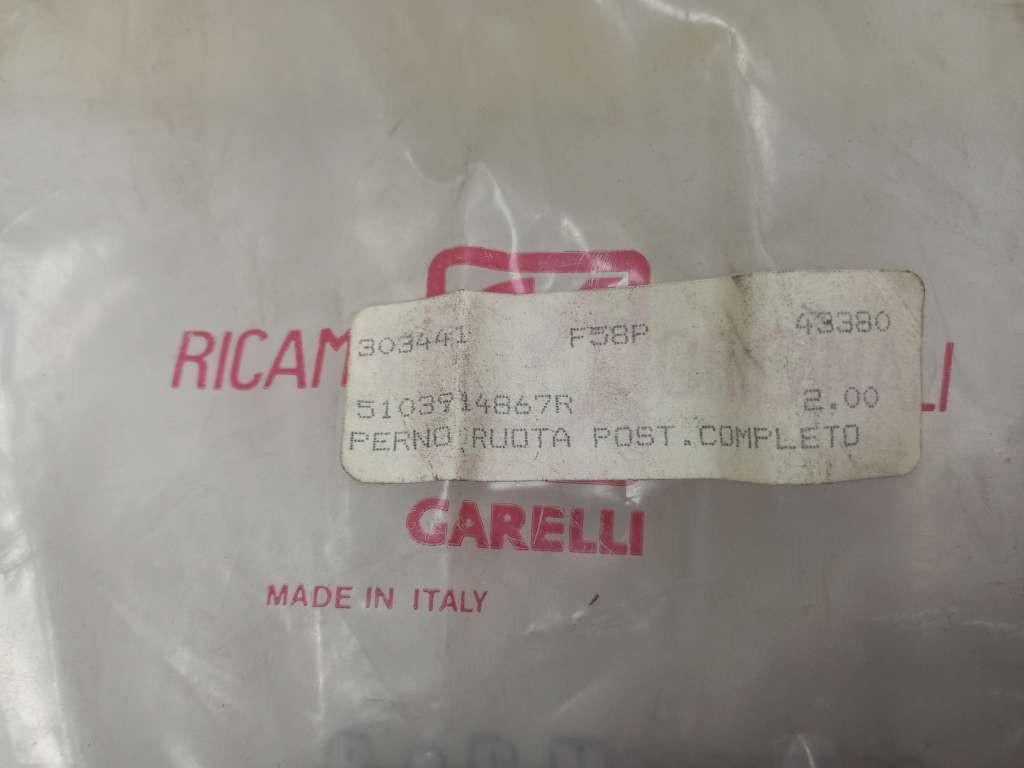 RICAM LI
303441 F58P 43380
5103914867R 2.00
PERNO RUOTA POST.COMPLETO
GARELLI
MADE IN ITALY